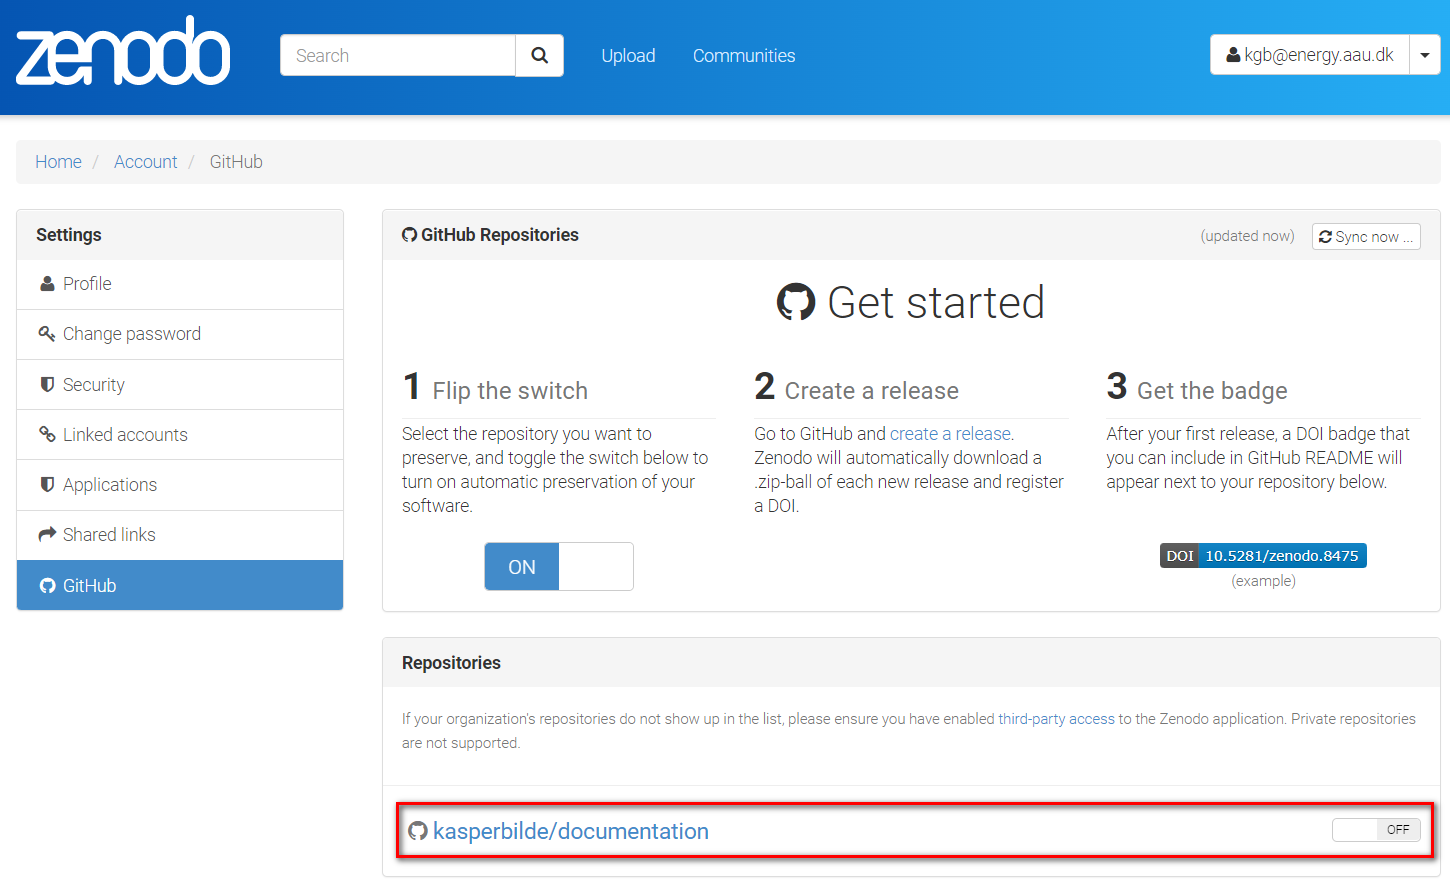 zenodo
Search
Upload
Communities
kgb@energy.aau.dk
Home / Account / GitHub
Settings
Profile
Change password
Security
Linked accounts
Applications
Shared links
GitHub
GitHub Repositories
(updated now)
Sync now ...
Get started
1 Flip the switch
Select the repository you want to
preserve, and toggle the switch below to
turn on automatic preservation of your
software.
ON
2 Create a release
Go to GitHub and create a release.
Zenodo will automatically download a
.zip-ball of each new release and register
a DOI.
3 Get the badge
After your first release, a DOI badge that
you can include in GitHub README will
appear next to your repository below.
DOI 10.5281/zenodo.8475
(example)
Repositories
If your organization's repositories do not show up in the list, please ensure you have enabled third-party access to the Zenodo application. Private repositories
are not supported.
kasperbilde/documentation
OFF